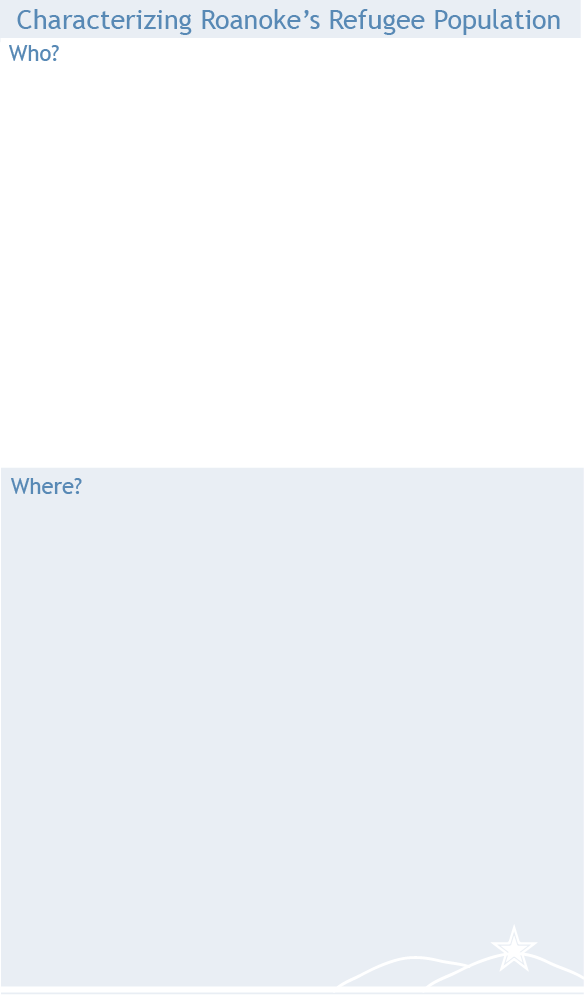 Characterizing Roanoke’s Refugee Population
Who?
Where?